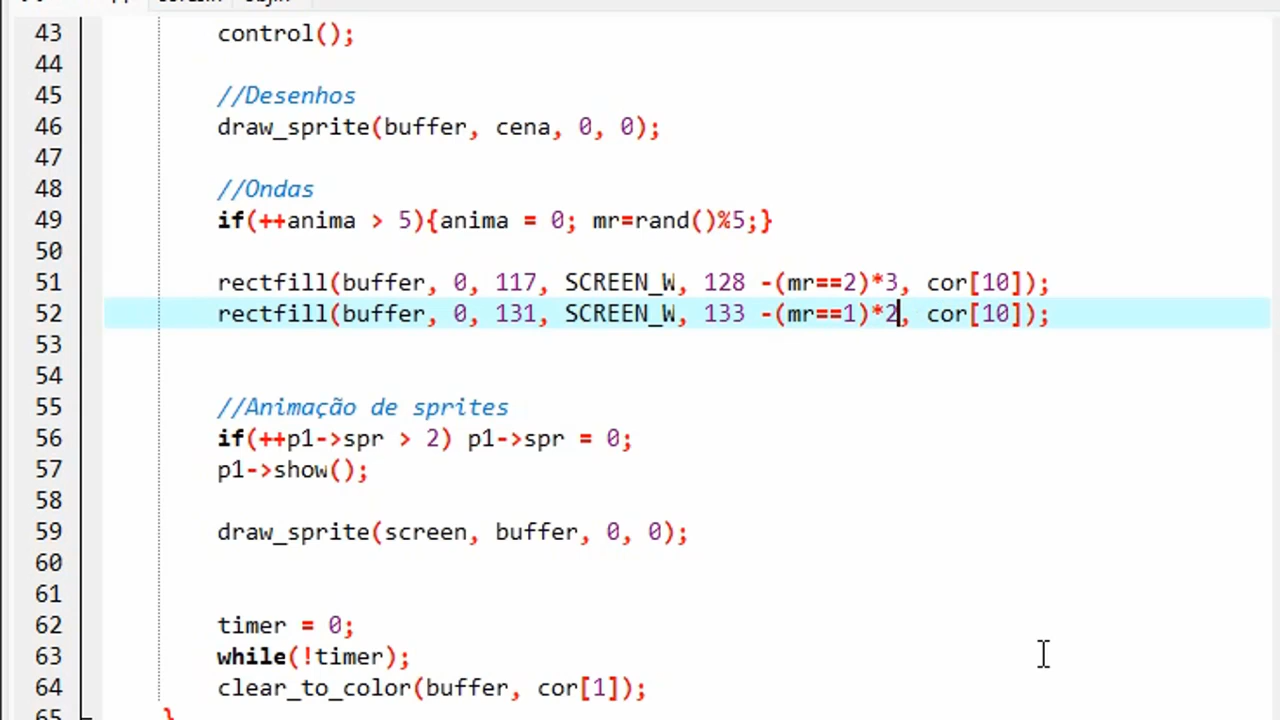 43 control();
44
45 //Desenhos
46 draw_sprite(buffer, cena, 0, 0);
47
48 //Ondas
49 if(++anima > 5){anima = 0; mr=rand()%5;}
50
51 rectfill(buffer, 0, 117, SCREEN_W, 128 -(mr==2)*3, cor[10]);
52 rectfill(buffer, 0, 131, SCREEN_W, 133 -(mr==1)*2, cor[10]);
53
54
55 //Animação de sprites
56 if(++p1->spr > 2) p1->spr = 0;
57 p1->show();
58
59 draw_sprite(screen, buffer, 0, 0);
60
61
62 timer = 0;
63 while(!timer);
64 clear_to_color(buffer, cor[1]);
65 }